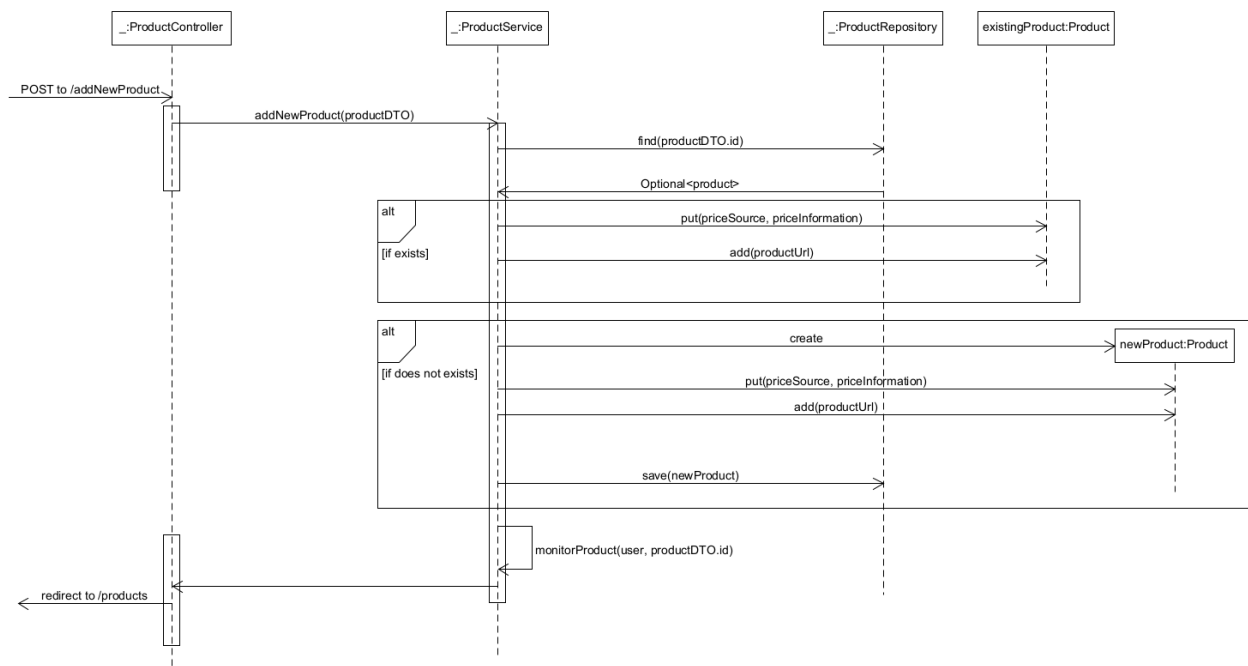 _:ProductController
_:ProductService
_:ProductRepository
existingProduct:Product
POST to /addNewProduct
addNewProduct(productDTO)
find(productDTO.id)
Optional<product>
alt
put(priceSource, priceInformation)
[if exists]
add(productUrl)
alt
create
newProduct:Product
[if does not exists]
put(priceSource, priceInformation)
add(productUrl)
save(newProduct)
monitorProduct(user, productDTO.id)
redirect to /products